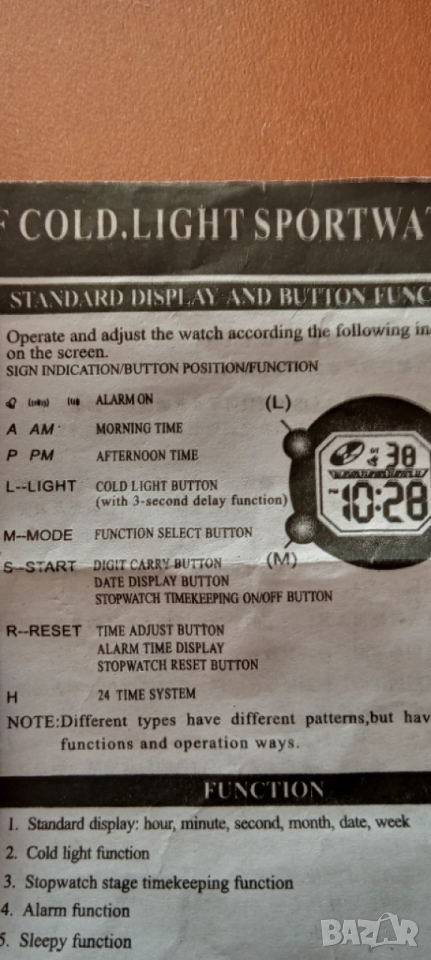 F COLD.LIGHT SPORTWA
STANDARD DISPLAY AND BUTTON FUNC
Operate and adjust the watch according the following in
on the screen.
SIGN INDICATION/BUTTON POSITION/FUNCTION
ALARM ON
(L)
A AM MORNING TIME
P PM AFTERNOON TIME
L--LIGHT COLD LIGHT BUTTON
(with 3-second delay function)
38
10:28
M--MODE FUNCTION SELECT BUTTON
(M)
S--START DIGIT CARRY BUTTON
DATE DISPLAY BUTTON
STOPWATCH TIMEKEEPING ON/OFF BUTTON
R--RESET TIME ADJUST BUTTON
ALARM TIME DISPLAY
STOPWATCH RESET BUTTON
H 24 TIME SYSTEM
NOTE:Different types have different patterns,but hav
functions and operation ways.
FUNCTION
1. Standard display: hour, minute, second, month, date, week
2. Cold light function
3. Stopwatch stage timekeeping function
4. Alarm function
5. Sleepy function
BAZAR